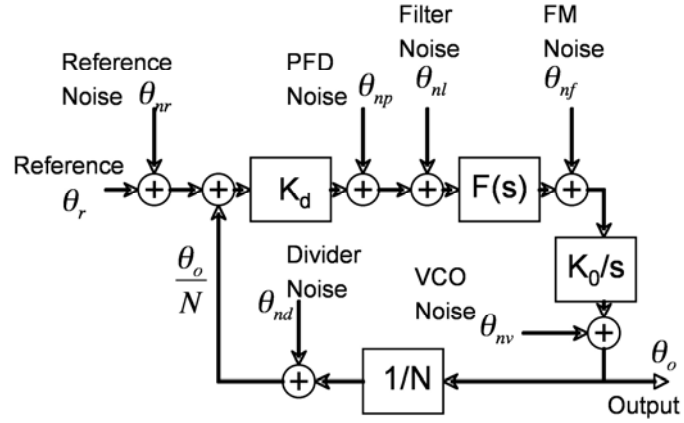 Filter
Noise
θnl
FM
Noise
θnf
Reference
Noise θnr
PFD
Noise θnp
Reference
θr
+
+
Kd
+
+
F(s)
+
K0/s
θo
N
Divider
Noise
θnd
VCO
Noise
θnv
+
θo
+
1/N
Output